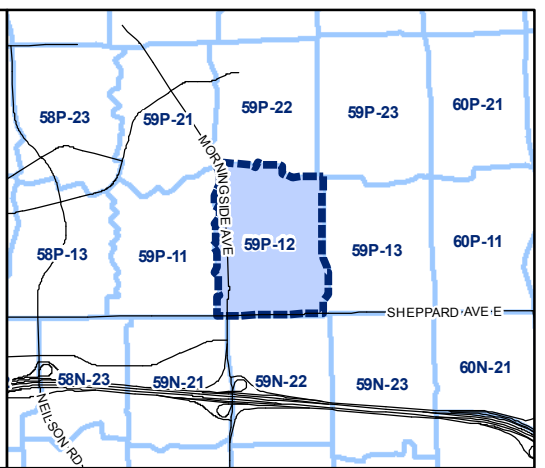 58P-23
59P-21
59P-22
59P-23
60P-21
MORNINGSIDE AVE
58P-13
59P-11
59P-12
59P-13
60P-11
SHEPPARD AVE E
58N-23
59N-21
59N-22
59N-23
60N-21
NEILSON RD